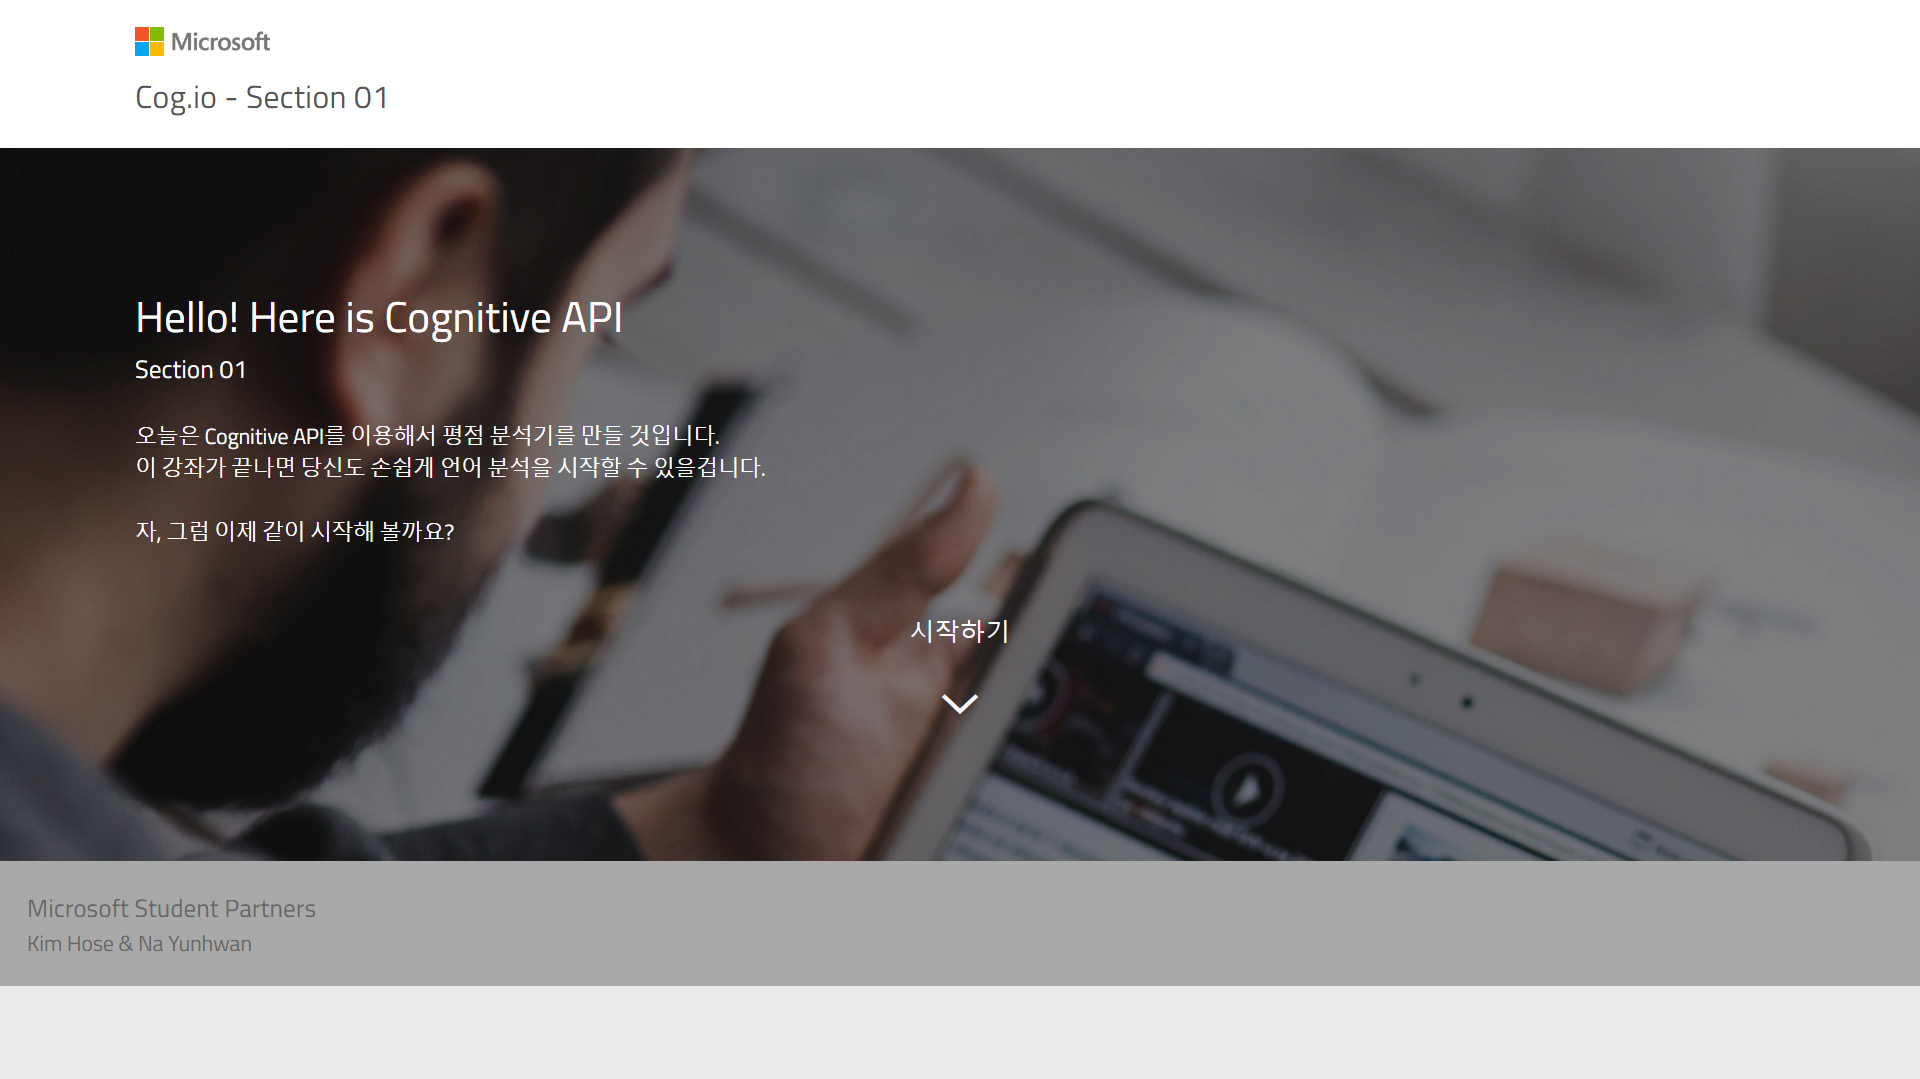 Microsoft
Cog.io - Section 01
Hello! Here is Cognitive API
Section 01
오늘은 Cognitive API를 이용해서 평점 분석기를 만들 것입니다.
이 강좌가 끝나면 당신도 손쉽게 언어 분석을 시작할 수 있을겁니다.
자, 그럼 이제 같이 시작해 볼까요?
시작하기
Microsoft Student Partners
Kim Hose & Na Yunhwan